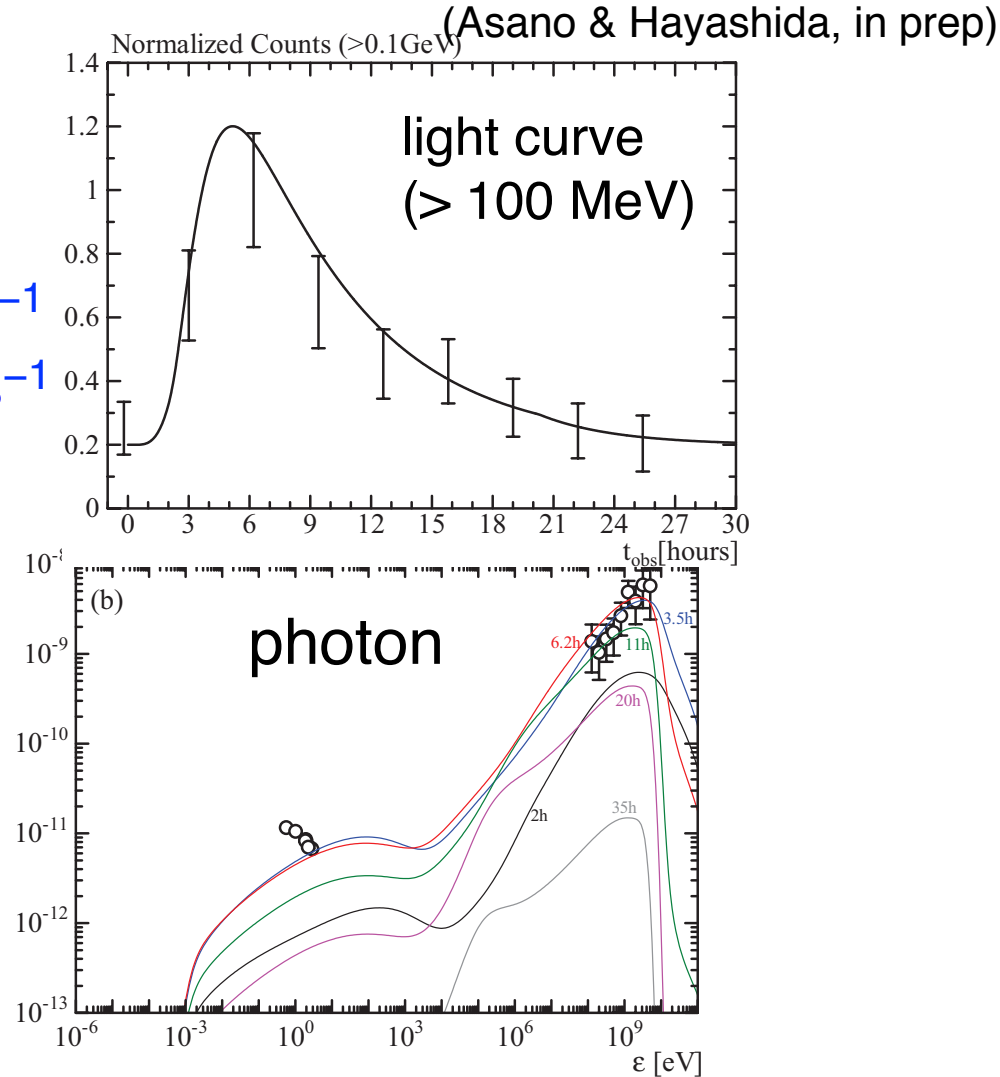 (Asano & Hayashida, in prep)
Normalized Counts (>0.1GeV)
1.4
1.2
1
0.8
0.6
0.4
0.2
0
light curve
(> 100 MeV)
–1
–1
0 3 6 9 12 15 18 21 24 27 30
t_obs[hours]
(b)
photon
10^-9
10^-10
10^-11
10^-12
10^-13
6.2h
3.5h
11h
20h
2h
35h
10^-6 10^-3 10^0 10^3 10^6 10^9
ε [eV]